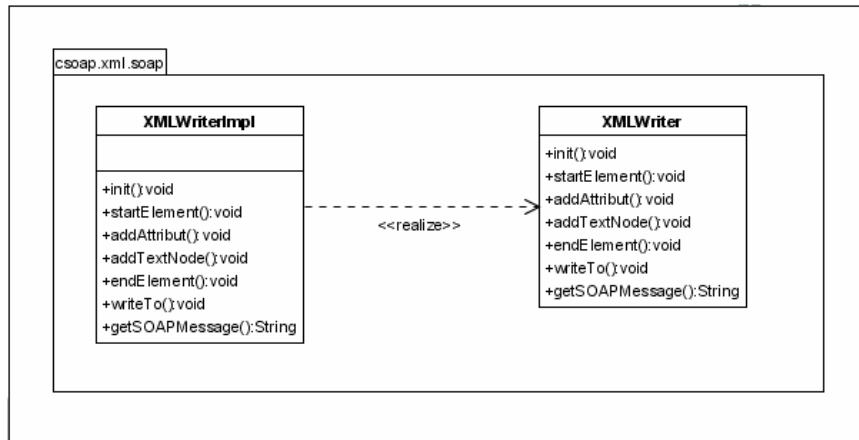 csoap.xml.soap
XMLWriterImpl
+init():void
+startElement():void
+addAttribut():void
+addTextNode():void
+endElement():void
+writeTo():void
+getSOAPMessage():String
<<realize>>
XMLWriter
+init():void
+startElement():void
+addAttribut():void
+addTextNode():void
+endElement():void
+writeTo():void
+getSOAPMessage():String